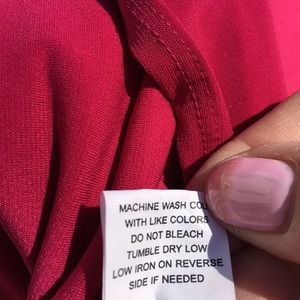 MACHINE WASH
WITH LIKE COLORS
DO NOT BLEACH
TUMBLE DRY LOW
LOW IRON ON REVERSE
SIDE IF NEEDED